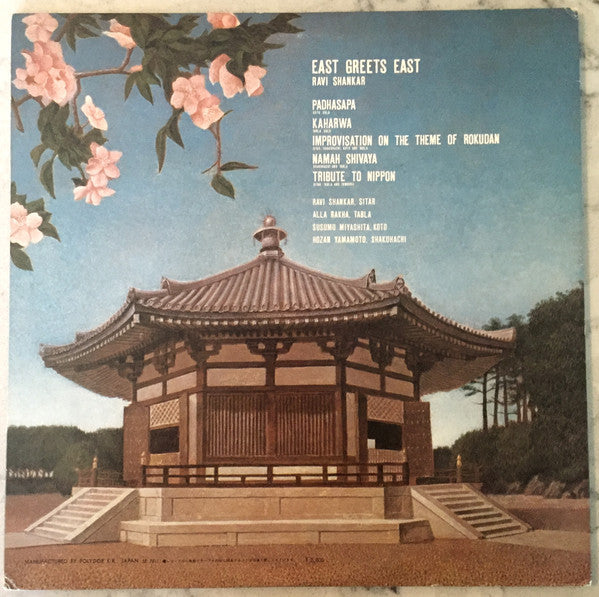 EAST GREETS EAST
RAVI SHANKAR
PADHASAPA
KAHARWA
IMPROVISATION ON THE THEME OF ROKUDAN
NAMAH SHIVAYA
TRIBUTE TO NIPPON
RAVI SHANKAR, SITAR
ALLA RAKHA, TABLA
SUSUMU MIYASHITA, KOTO
HOZAN YAMAMOTO, SHAKUHACHI
MANUFACTURED BY POLYDOR K.K., JAPAN